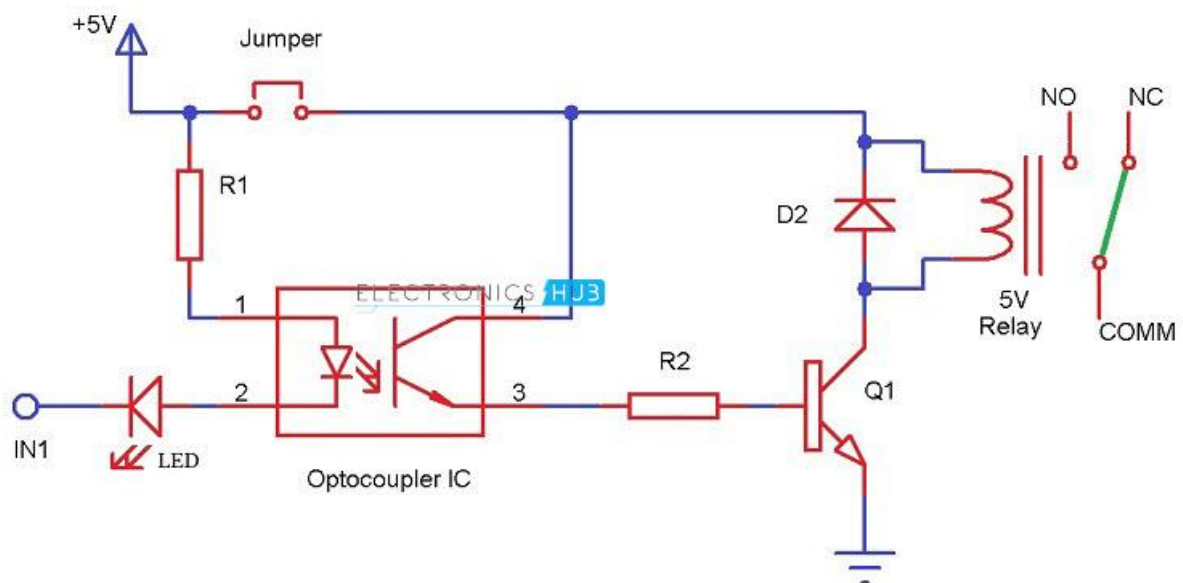 +5V
Jumper
NO
NC
R1
D2
ELECTRONICS HUB
1
4
5V
Relay
COMM
R2
2
3
Q1
IN1
LED
Optocoupler IC